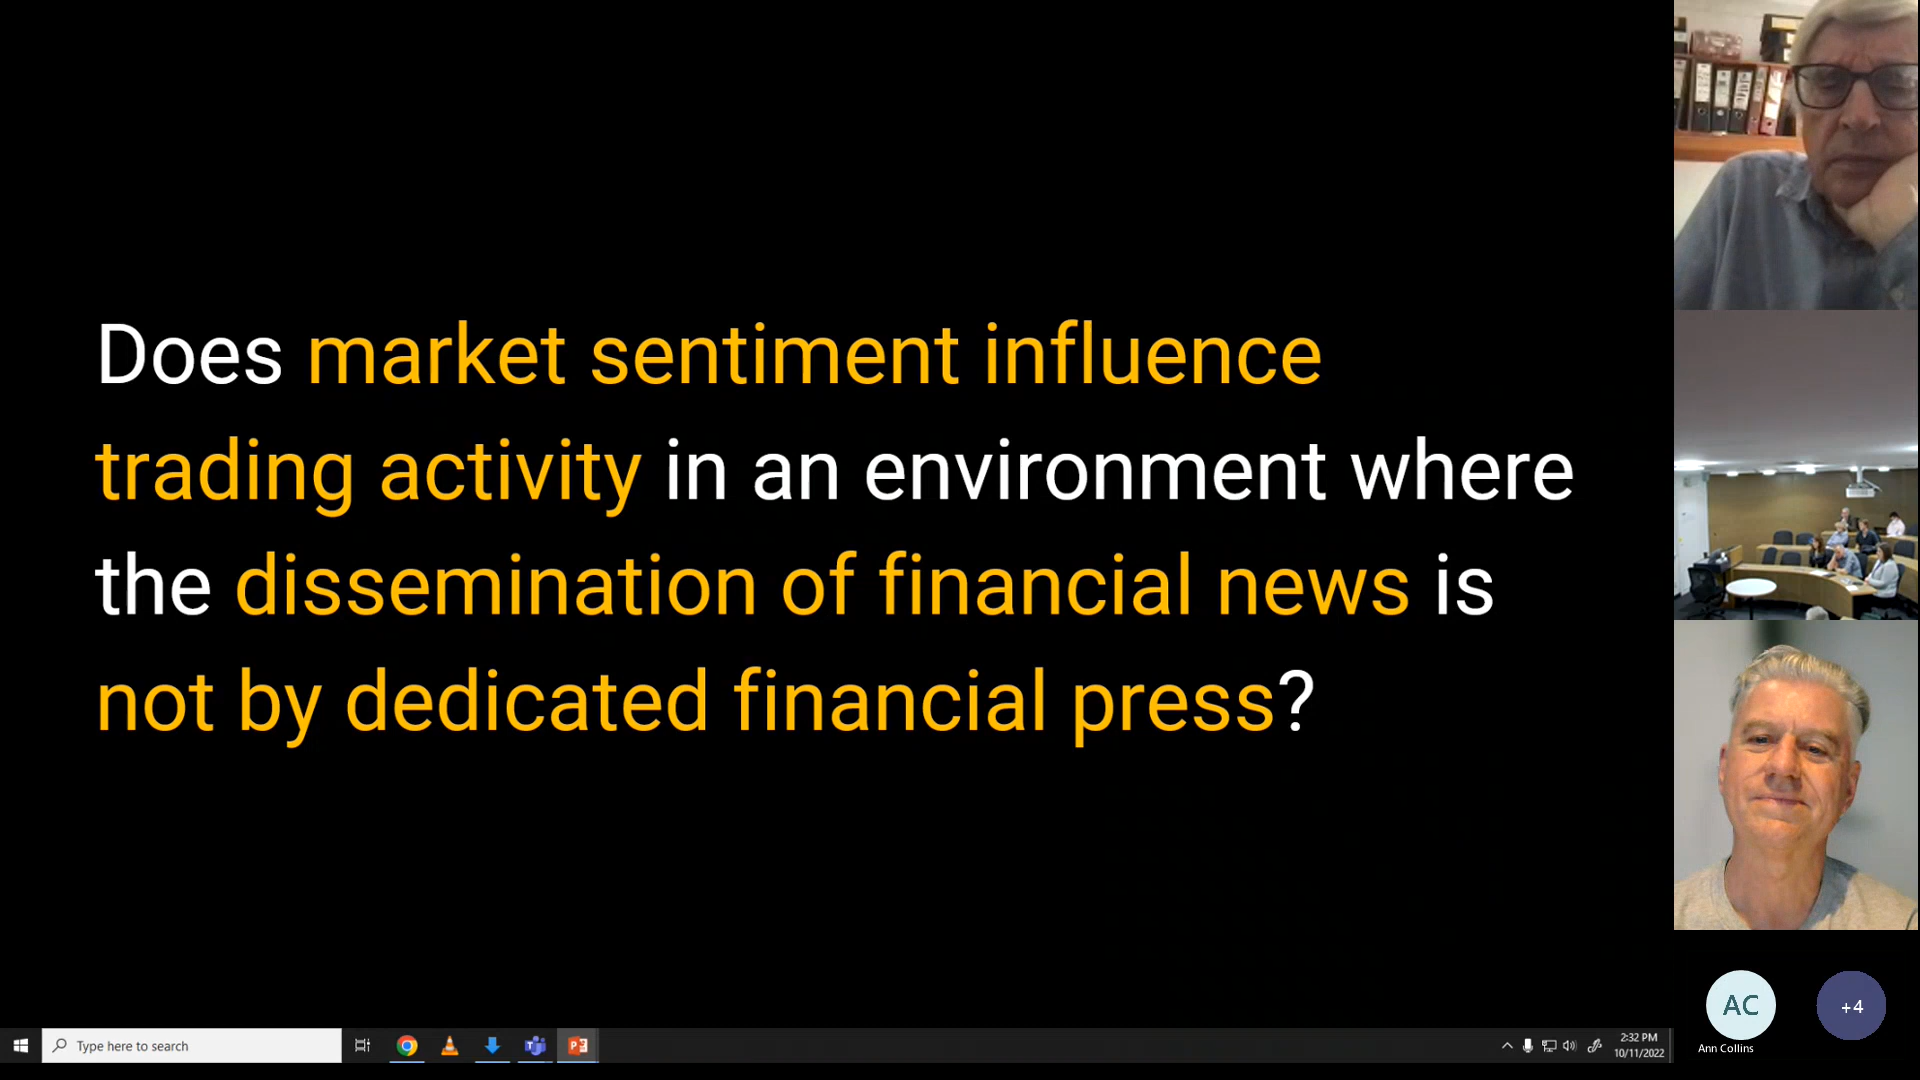 Does market sentiment influence
trading activity in an environment where
the dissemination of financial news is
not by dedicated financial press?
AC
+4
Ann Collins
Type here to search
2:32 PM
10/11/2022